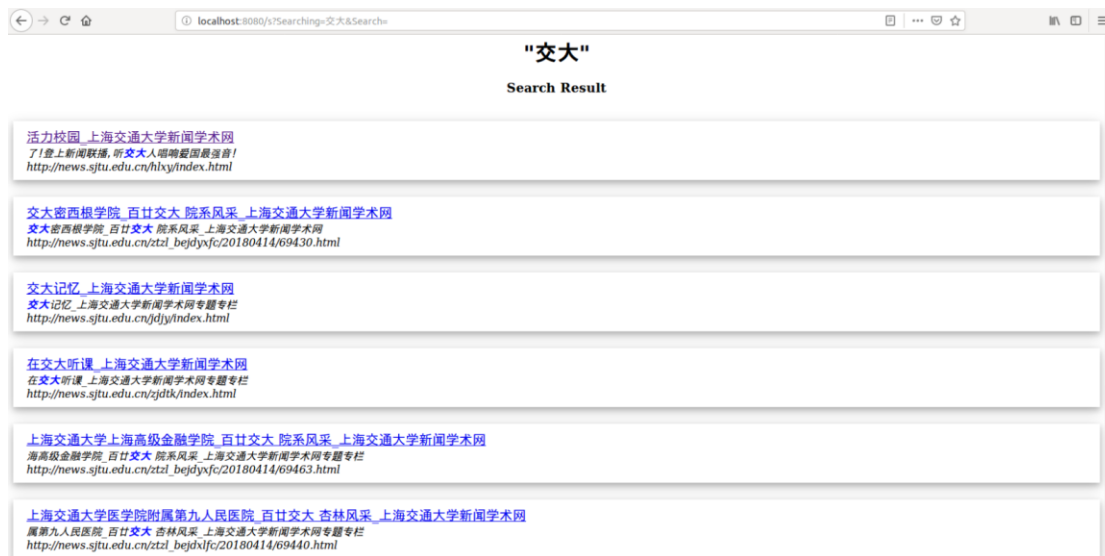 localhost:8080/s?Searching=交大&Search=
"交大"
Search Result
活力校园_上海交通大学新闻学术网
了!登上新闻联播,听交大人唱响爱国最强音!
http://news.sjtu.edu.cn/hlxy/index.html
交大密西根学院_百廿交大 院系风采_上海交通大学新闻学术网
交大密西根学院_百廿交大 院系风采_上海交通大学新闻学术网
http://news.sjtu.edu.cn/ztzl_bejdyxfc/20180414/69430.html
交大记忆_上海交通大学新闻学术网
交大记忆_上海交通大学新闻学术网专题专栏
http://news.sjtu.edu.cn/jdjy/index.html
在交大听课_上海交通大学新闻学术网
在交大听课_上海交通大学新闻学术网专题专栏
http://news.sjtu.edu.cn/zjdtk/index.html
上海交通大学上海高级金融学院_百廿交大 院系风采_上海交通大学新闻学术网
海高级金融学院_百廿交大 院系风采_上海交通大学新闻学术网专题专栏
http://news.sjtu.edu.cn/ztzl_bejdyxfc/20180414/69463.html
上海交通大学医学院附属第九人民医院_百廿交大 杏林风采_上海交通大学新闻学术网
属第九人民医院_百廿交大 杏林风采_上海交通大学新闻学术网专题专栏
http://news.sjtu.edu.cn/ztzl_bejdxlfc/20180414/69440.html